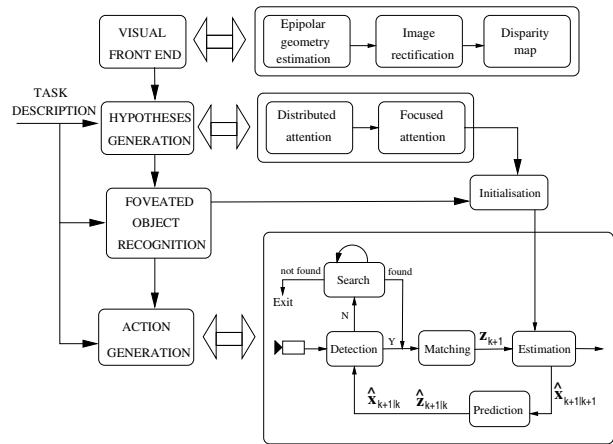 VISUAL
FRONT END
Epipolar
geometry
estimation
Image
rectification
Disparity
map
TASK
DESCRIPTION
HYPOTHESES
GENERATION
Distributed
attention
Focused
attention
Initialisation
FOVEATED
OBJECT
RECOGNITION
not found
Search
found
Exit
N
ACTION
GENERATION
Detection
Y
Matching
z k+1
Estimation
x̂ k+1|k
ẑ k+1|k
Prediction
x̂ k+1|k+1